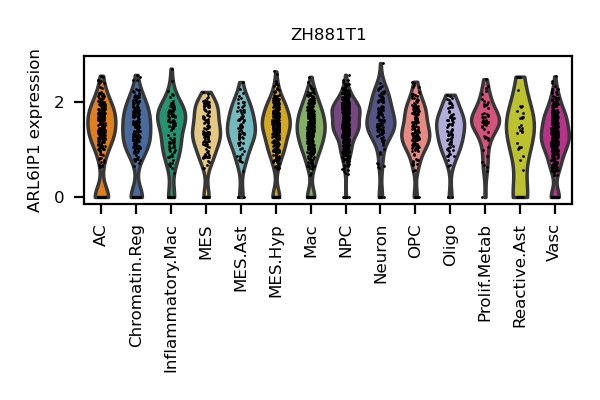 ZH881T1
ARL6IP1 expression
2
0
AC
Chromatin.Reg
Inflammatory.Mac
MES
MES.Ast
MES.Hyp
Mac
NPC
Neuron
OPC
Oligo
Prolif.Metab
Reactive.Ast
Vasc